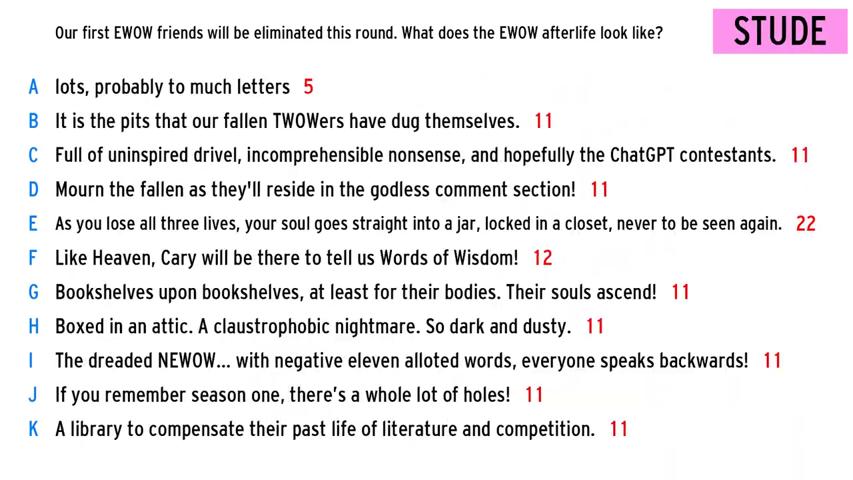 Our first EWOW friends will be eliminated this round. What does the EWOW afterlife look like?
STUDE
A lots, probably to much letters 5
B It is the pits that our fallen TWOWers have dug themselves. 11
C Full of uninspired drivel, incomprehensible nonsense, and hopefully the ChatGPT contestants. 11
D Mourn the fallen as they'll reside in the godless comment section! 11
E As you lose all three lives, your soul goes straight into a jar, locked in a closet, never to be seen again. 22
F Like Heaven, Cary will be there to tell us Words of Wisdom! 12
G Bookshelves upon bookshelves, at least for their bodies. Their souls ascend! 11
H Boxed in an attic. A claustrophobic nightmare. So dark and dusty. 11
I The dreaded NEWOW... with negative eleven alloted words, everyone speaks backwards! 11
J If you remember season one, there's a whole lot of holes! 11
K A library to compensate their past life of literature and competition. 11